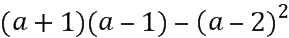 (a + 1)(a – 1) – (a – 2)²